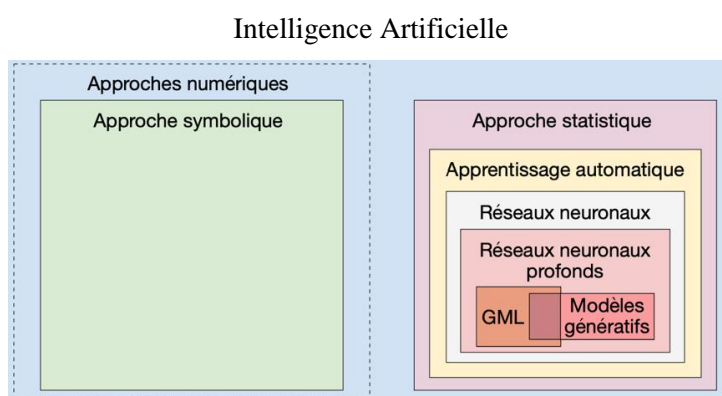 Intelligence Artificielle
Approches numériques
Approche symbolique
Approche statistique
Apprentissage automatique
Réseaux neuronaux
Réseaux neuronaux
profonds
GML
Modèles
génératifs